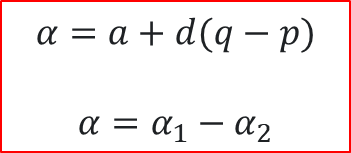 α = a + d(q − p)
α = α₁ − α₂